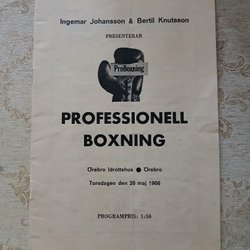 Ingemar Johansson & Bertil Knutsson
PRESENTERAR
ProBoxning
PROFESSIONELL
BOXNING
Örebro Idrottshus ● Örebro
Torsdagen den 26 maj 1966
PROGRAMPRIS: 1:50